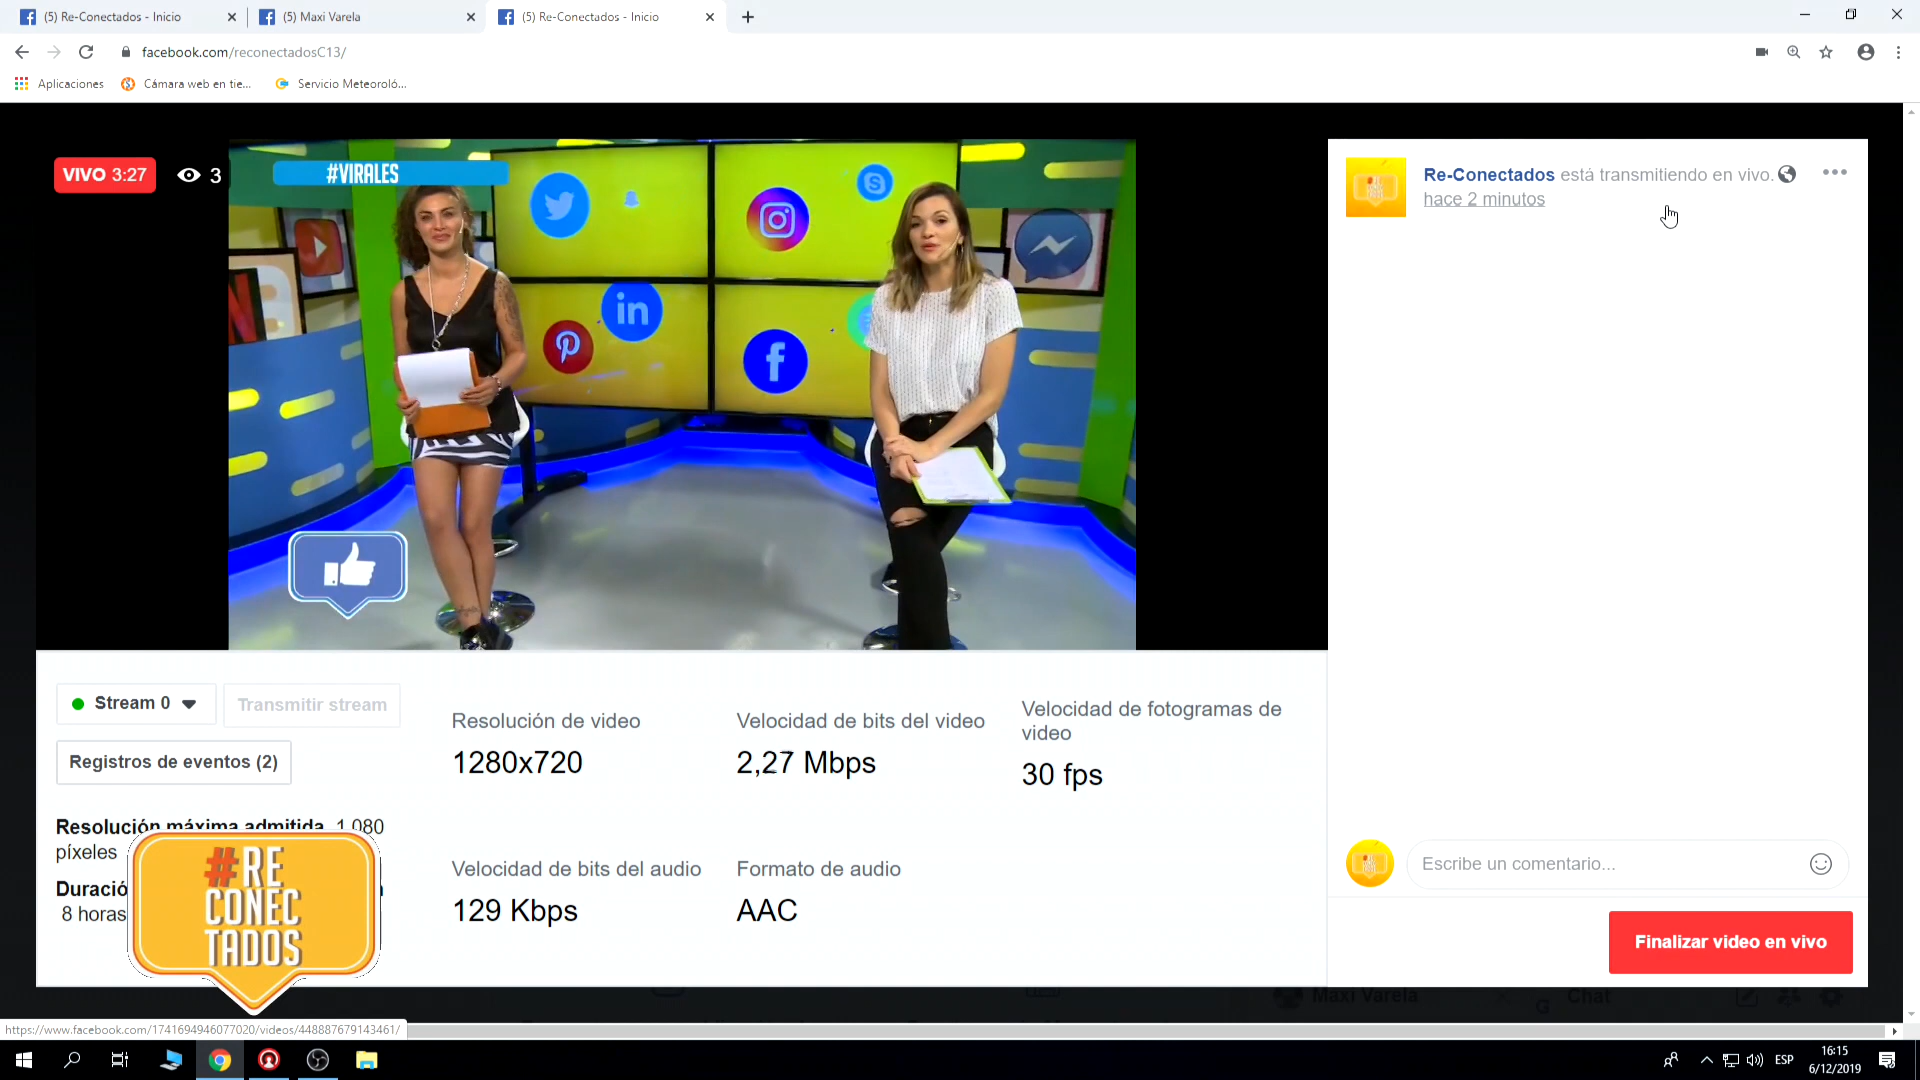 (5) Re-Conectados - Inicio
(5) Maxi Varela
(5) Re-Conectados - Inicio
facebook.com/reconectadosC13/
Aplicaciones
Cámara web en tie...
Servicio Meteoroló...
VIVO 3:27
3
#VIRALES
in
Re-Conectados está transmitiendo en vivo.
hace 2 minutos
Stream 0
Transmitir stream
Registros de eventos (2)
Resolución de video
1280x720
Velocidad de bits del video
2,27 Mbps
Velocidad de fotogramas de
video
30 fps
Resolución máxima admitida 1.080
píxeles
8 horas
#RE
CONEC
TADOS
Velocidad de bits del audio
129 Kbps
Formato de audio
AAC
Escribe un comentario...
Finalizar video en vivo
Maxi Varela
Chat
https://www.facebook.com/1741694946077020/videos/448887679143461/
ESP
16:15
6/12/2019